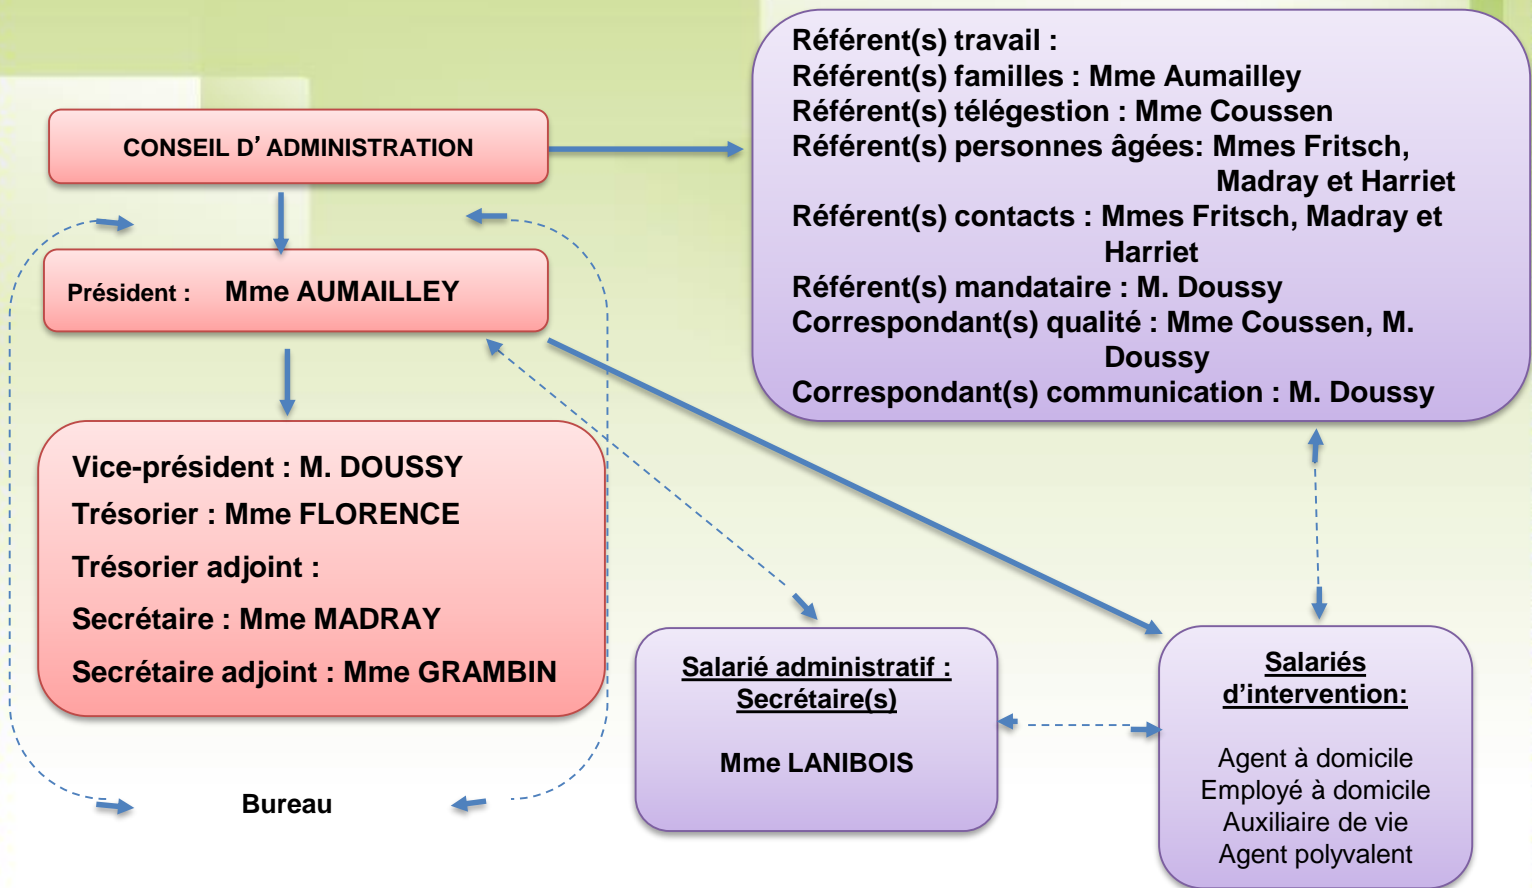 CONSEIL D’ ADMINISTRATION
Président : Mme AUMAILLEY
Vice-président : M. DOUSSY
Trésorier : Mme FLORENCE
Trésorier adjoint :
Secrétaire : Mme MADRAY
Secrétaire adjoint : Mme GRAMBIN
Bureau
Référent(s) travail :
Référent(s) familles : Mme Aumailley
Référent(s) télégestion : Mme Coussen
Référent(s) personnes âgées: Mmes Fritsch,
Madray et Harriet
Référent(s) contacts : Mmes Fritsch, Madray et
Harriet
Référent(s) mandataire : M. Doussy
Correspondant(s) qualité : Mme Coussen, M.
Doussy
Correspondant(s) communication : M. Doussy
Salarié administratif :
Secrétaire(s)
Mme LANIBOIS
Salariés
d’intervention:
Agent à domicile
Employé à domicile
Auxiliaire de vie
Agent polyvalent